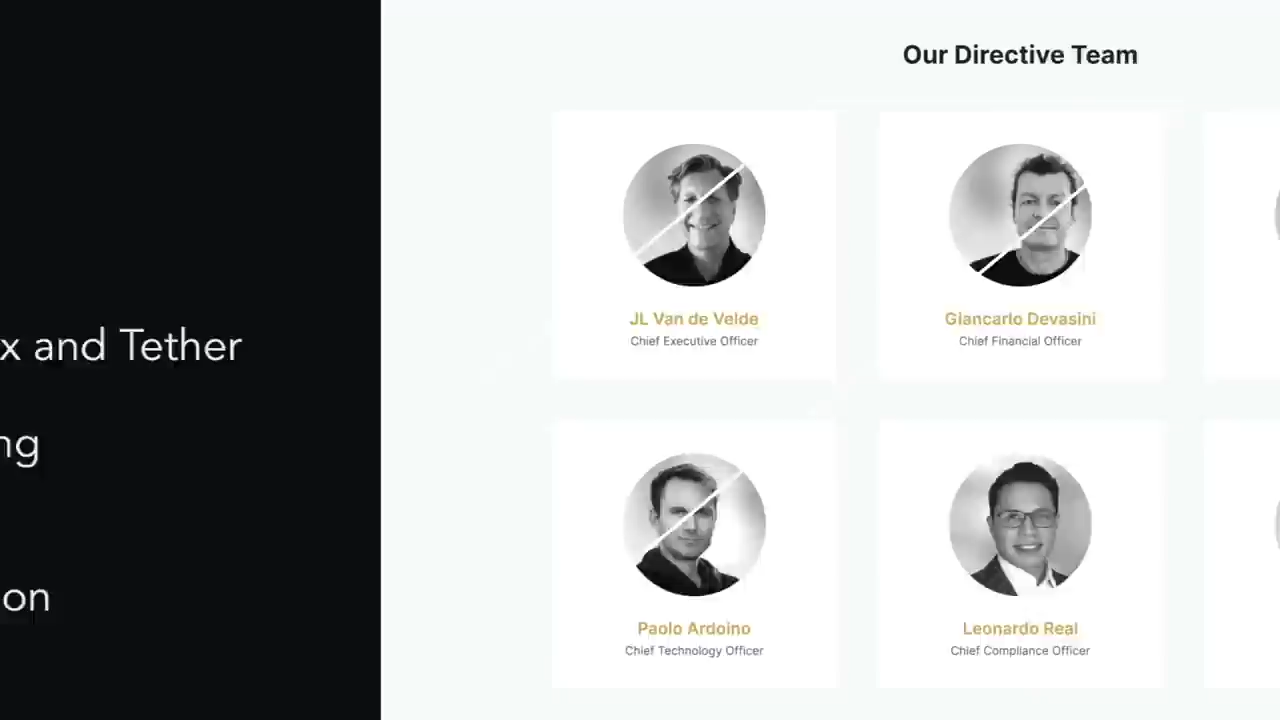 x and Tether
ng
on
Our Directive Team
JL Van de Velde
Chief Executive Officer
Giancarlo Devasini
Chief Financial Officer
Paolo Ardoino
Chief Technology Officer
Leonardo Real
Chief Compliance Officer